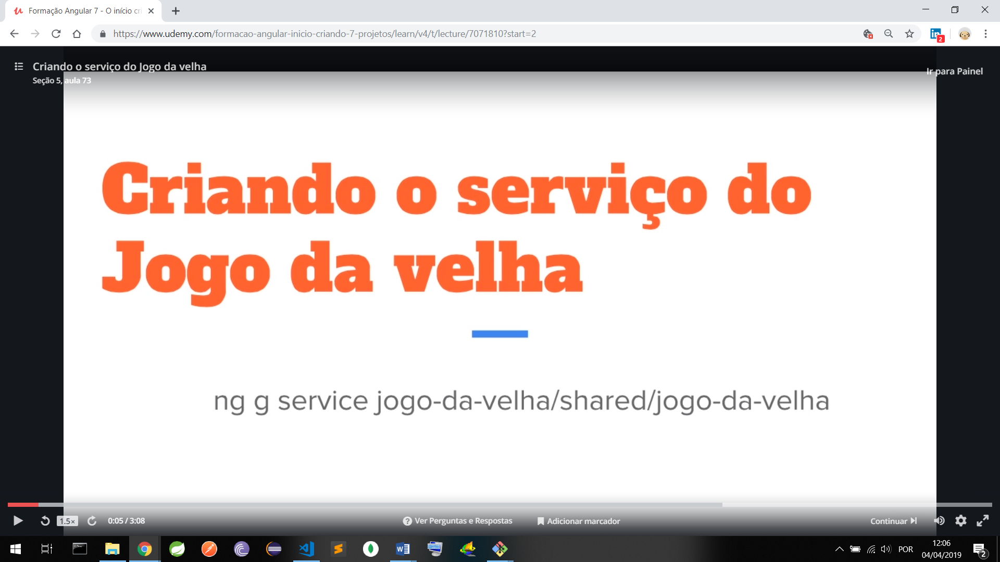 Formação Angular 7 - O início cri
https://www.udemy.com/formacao-angular-inicio-criando-7-projetos/learn/v4/t/lecture/7071810?start=2
2
Criando o serviço do Jogo da velha
Seção 5, aula 73
Ir para Painel
Criando o serviço do
Jogo da velha
ng g service jogo-da-velha/shared/jogo-da-velha
1.5×
0:05 / 3:08
Ver Perguntas e Respostas
Adicionar marcador
Continuar
POR
12:06
04/04/2019
2